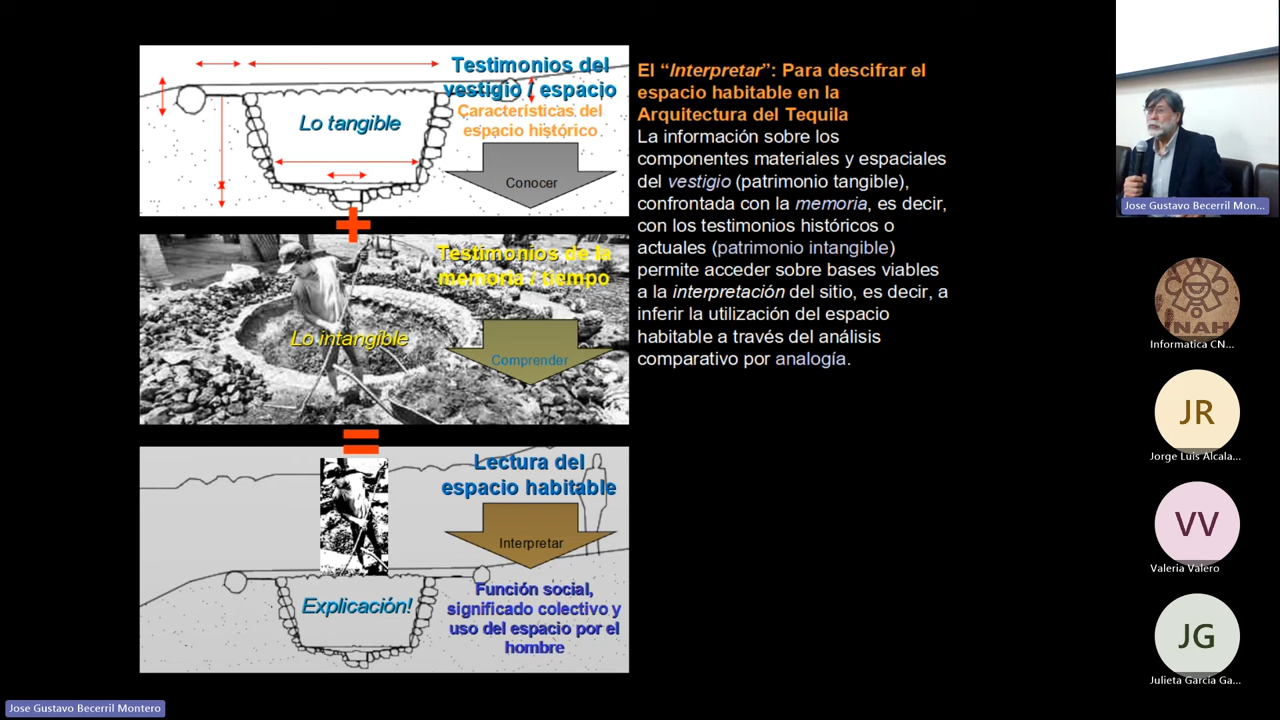 Testimonios del
vestigio / espacio
Características del
espacio histórico
Lo tangible
Conocer
Testimonios de la
memoria / tiempo
Lo intangible
Comprender
Lectura del
espacio habitable
Interpretar
Explicación!
Función social,
significado colectivo y
uso del espacio por el
hombre
El “Interpretar”: Para descifrar el
espacio habitable en la
Arquitectura del Tequila
La información sobre los
componentes materiales y espaciales
del vestigio (patrimonio tangible),
confrontada con la memoria, es decir,
con los testimonios históricos o
actuales (patrimonio intangible)
permite acceder sobre bases viables
a la interpretación del sitio, es decir, a
inferir la utilización del espacio
habitable a través del análisis
comparativo por analogía.
Jose Gustavo Becerril Mon...
INAH
Informatica CN...
JR
Jorge Luis Alcala...
VV
Valeria Valero
JG
Julieta García Ga...
Jose Gustavo Becerril Montero